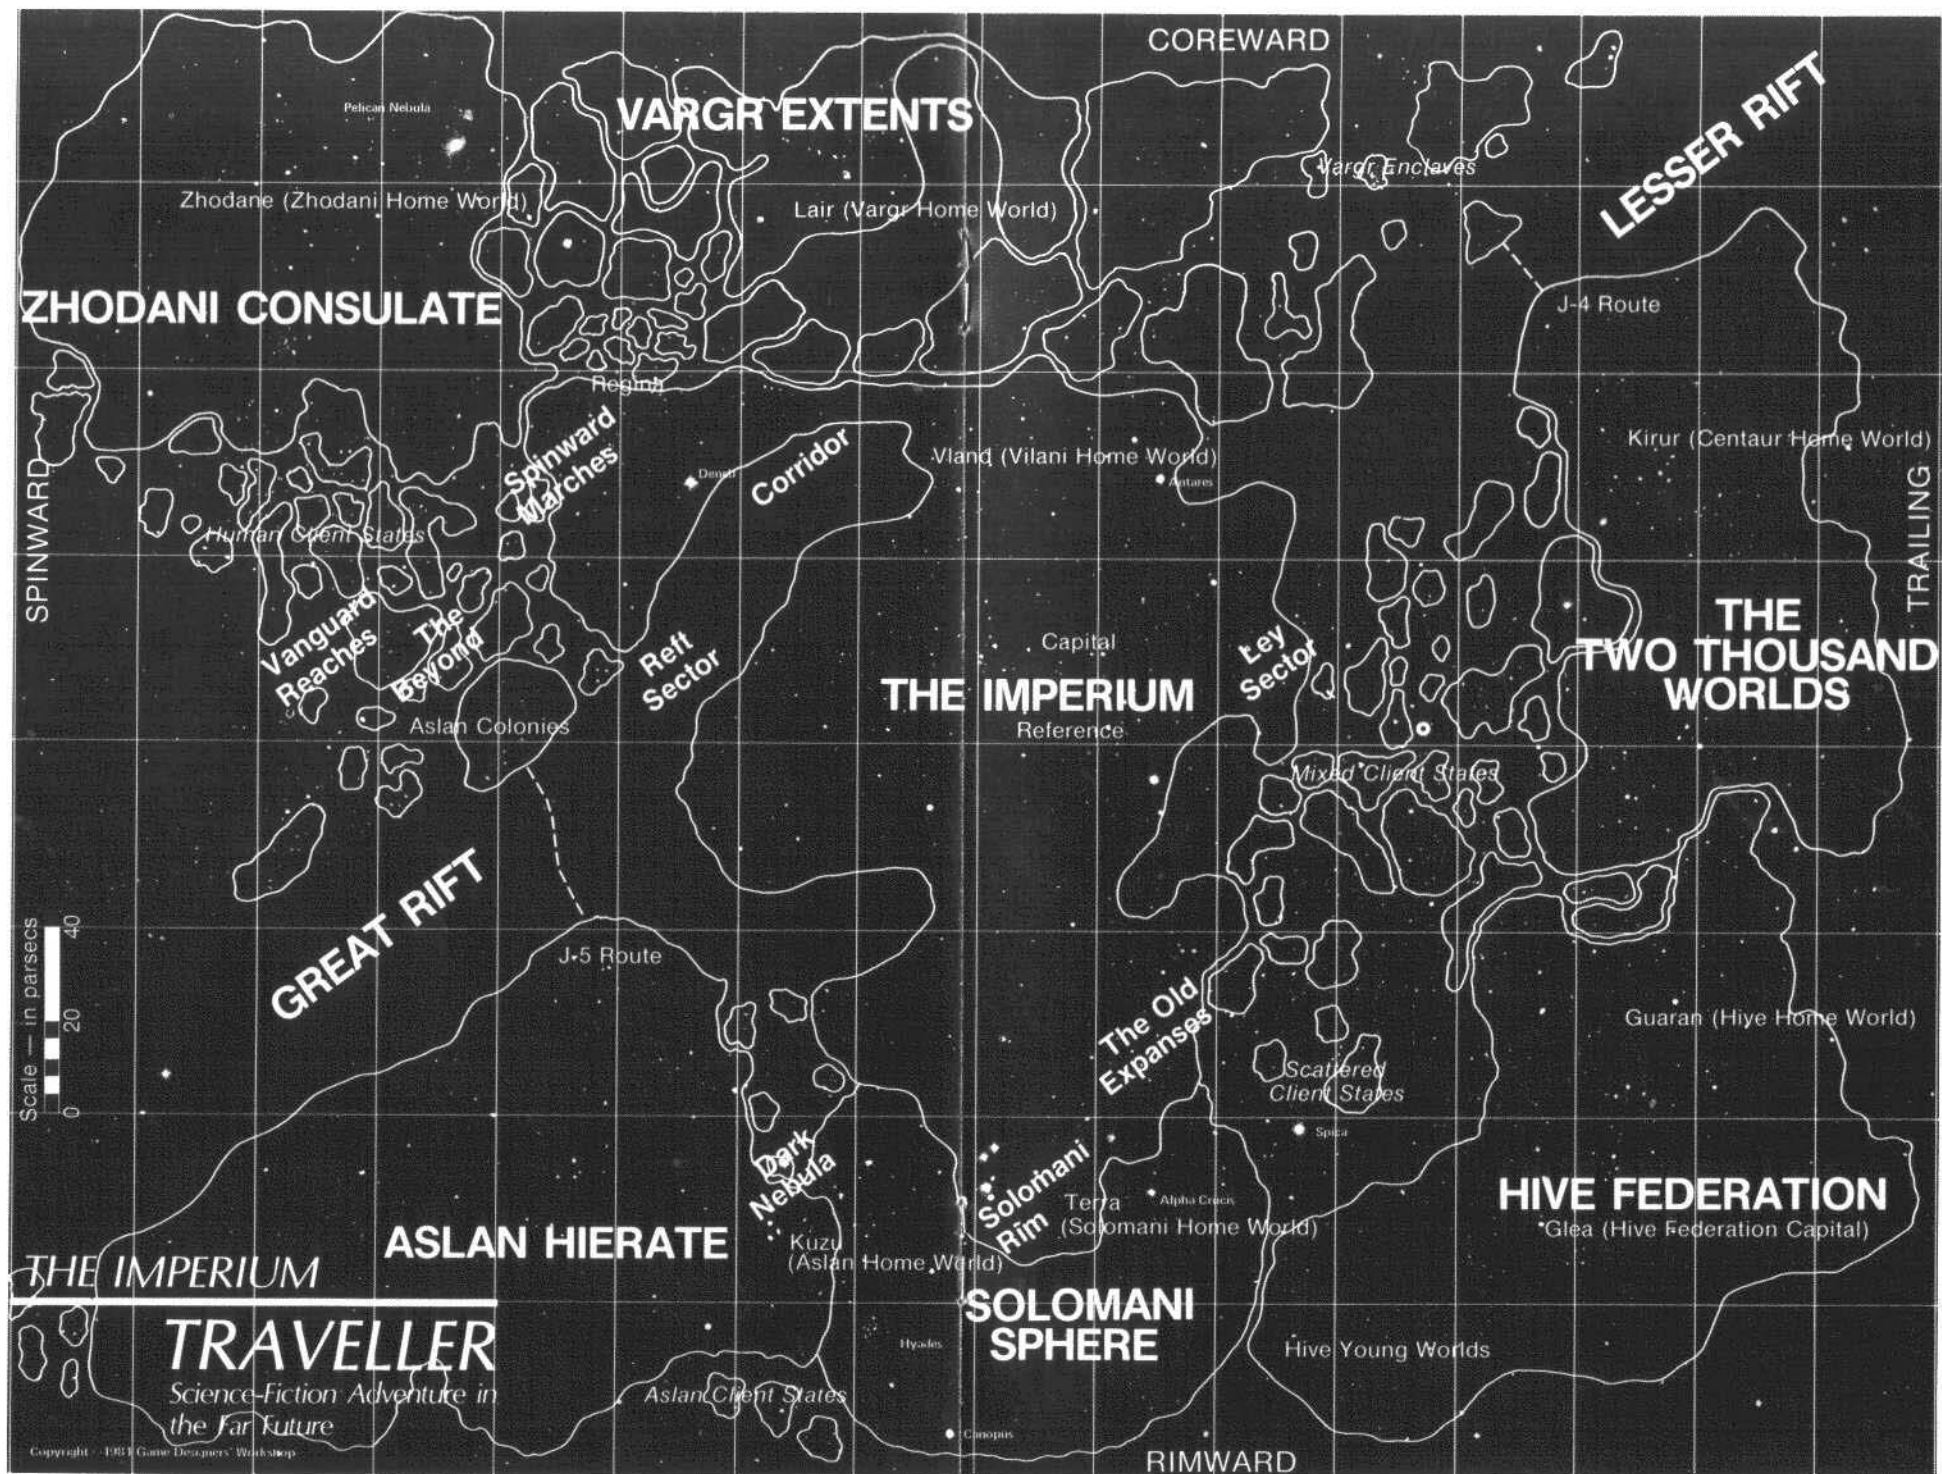 COREWARD
VARGR EXTENTS
Pelican Nebula
LESSER RIFT
Vargr Enclaves
Zhodane (Zhodani Home World)
Lair (Vargr Home World)
ZHODANI CONSULATE
J-4 Route
Regina
Spinward
Marches
Deneb
Corridor
Vland (Vilani Home World)
Antares
Kirur (Centaur Home World)
SPINWARD
TRAILING
Human Client States
Vanguard
Reaches
The
Beyond
Reft
Sector
Capital
Ley
Sector
THE
TWO THOUSAND
WORLDS
THE IMPERIUM
Reference
Aslan Colonies
Mixed Client States
GREAT RIFT
J-5 Route
Scale — in parsecs
40
20
0
The Old
Expanses
Guaran (Hiye Home World)
Scattered
Client States
Spica
Dark
Nebula
Solomani
Rim
Terra
(Solomani Home World)
Alpha Crucis
HIVE FEDERATION
Glea (Hive Federation Capital)
ASLAN HIERATE
Kuzu
(Aslan Home World)
SOLOMANI
SPHERE
Hyades
Hive Young Worlds
THE IMPERIUM
TRAVELLER
Science-Fiction Adventure in
the Far Future
Aslan Client States
Canopus
Copyright 1981 Game Designers' Workshop
RIMWARD